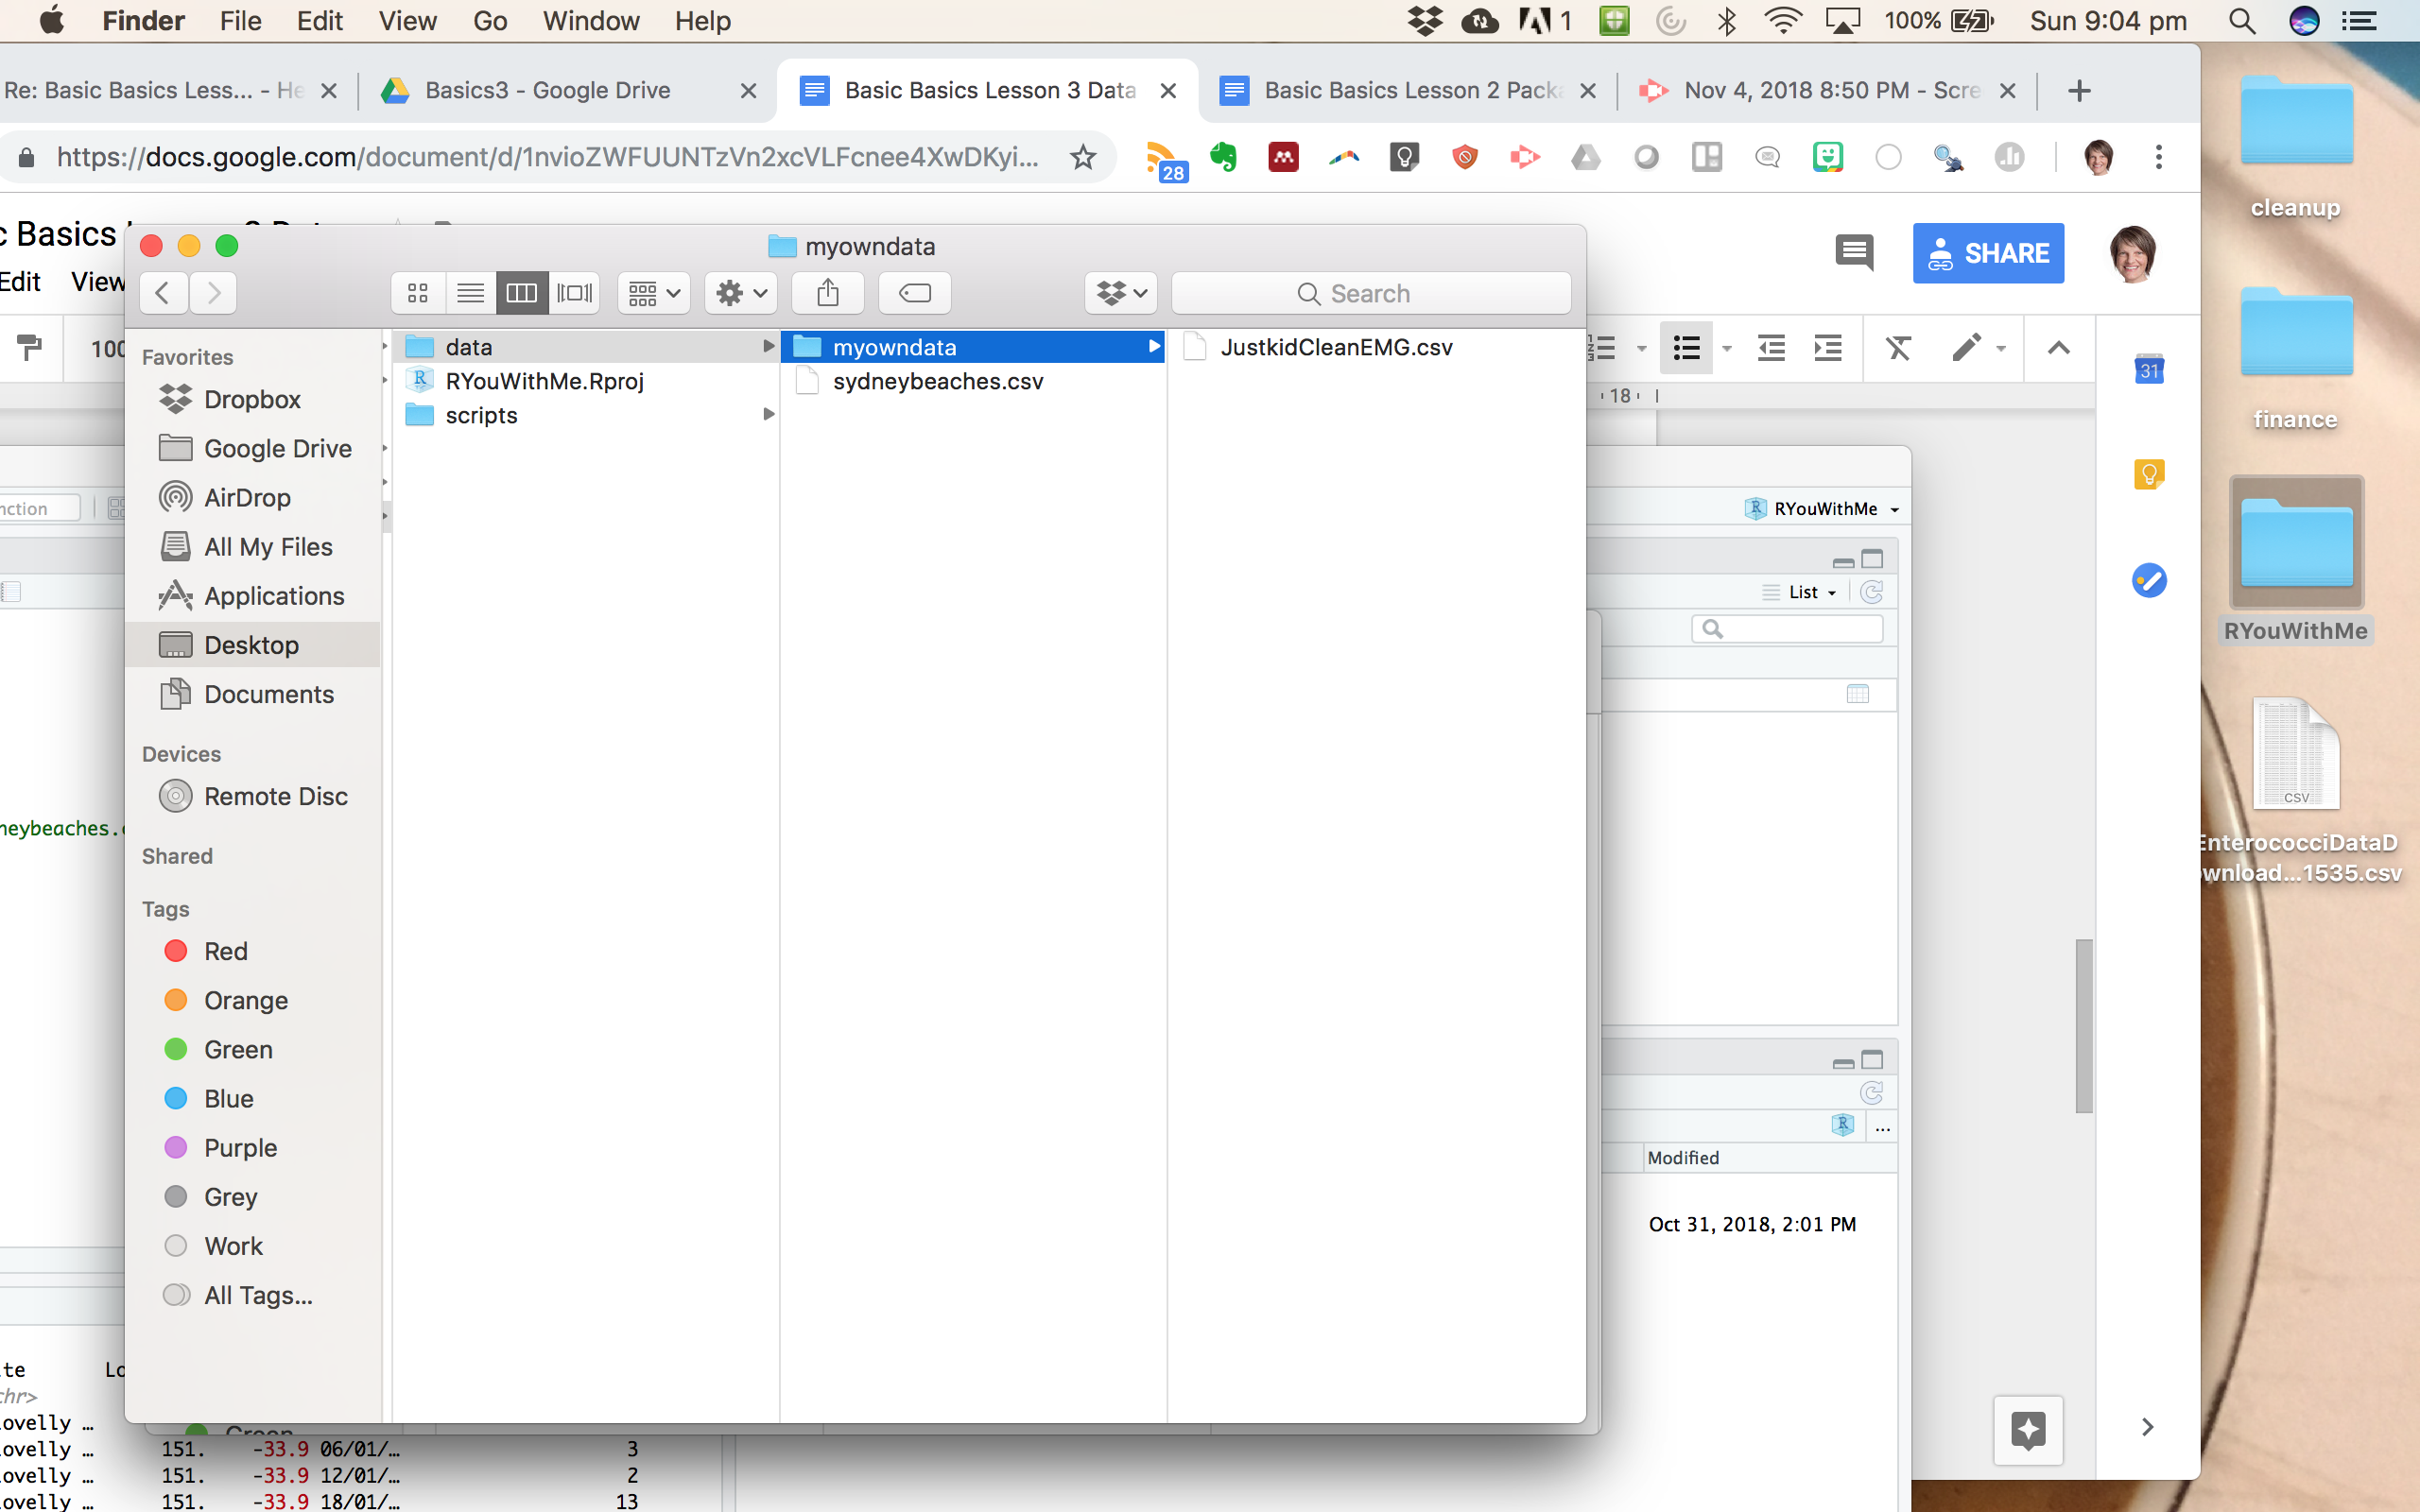 Finder File Edit View Go Window Help 1 100% Sun 9:04 pm
Re: Basic Basics Less... - He Basics3 - Google Drive Basic Basics Lesson 3 Data Basic Basics Lesson 2 Packa Nov 4, 2018 8:50 PM - Scre
https://docs.google.com/document/d/1nvioZWFUUNTzVn2xcVLFcnee4XwDKyi... 28
c Basics
SHARE
Edit View
100
18
31
myowndata
Search
Favorites
Dropbox
Google Drive
AirDrop
All My Files
Applications
Desktop
Documents
Devices
Remote Disc
Shared
Tags
Red
Orange
Green
Blue
Purple
Grey
Work
All Tags...
data
RYouWithMe.Rproj
scripts
myowndata
sydneybeaches.csv
JustkidCleanEMG.csv
nction
neybeaches.c
RYouWithMe
List
Modified
Oct 31, 2018, 2:01 PM
...
cleanup
finance
RYouWithMe
CSV
EnterococciDataD
ownload...1535.csv
ite Lo
chr>
ovelly …
ovelly … 151. -33.9 06/01/… 3
ovelly … 151. -33.9 12/01/… 2
ovelly … 151. -33.9 18/01/… 13